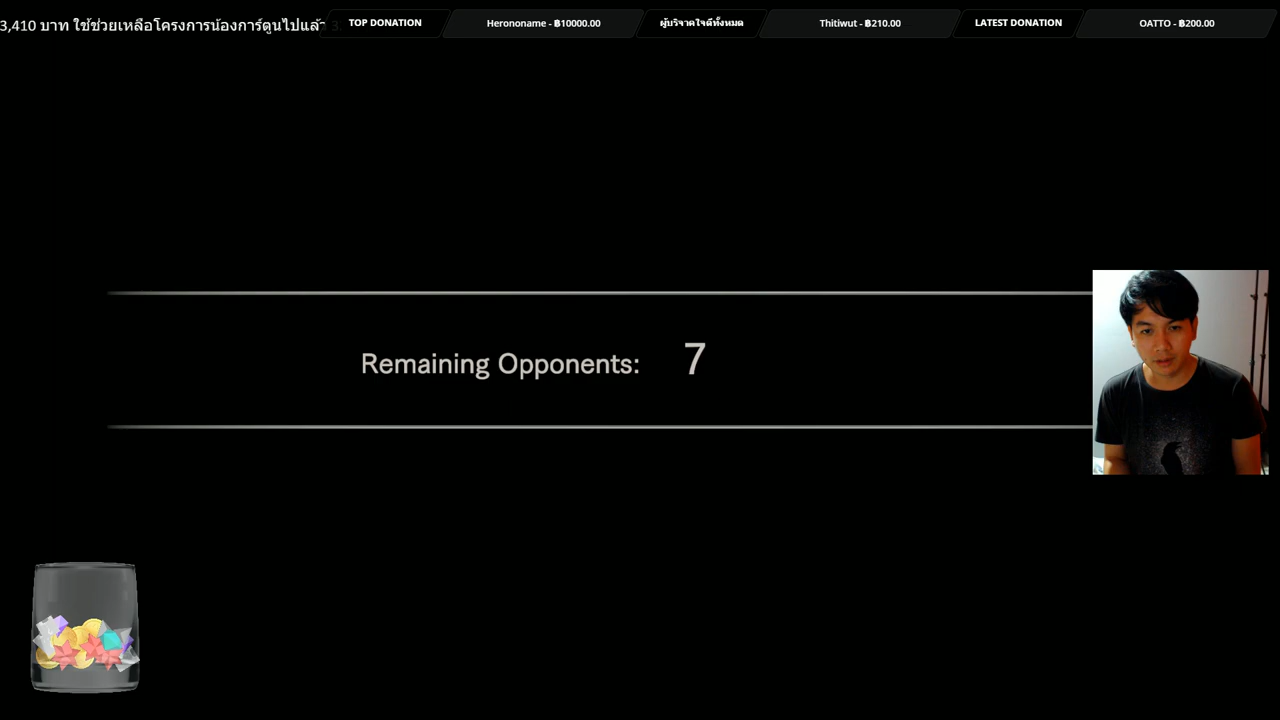 3,410 บาท ใช้ช่วยเหลือโครงการน้องการ์ตูนไปแล้ว 3
TOP DONATION
Herononame - ฿10000.00
ผู้บริจาคใจดีทั้งหมด
Thitiwut - ฿210.00
LATEST DONATION
OATTO - ฿200.00
Remaining Opponents: 7